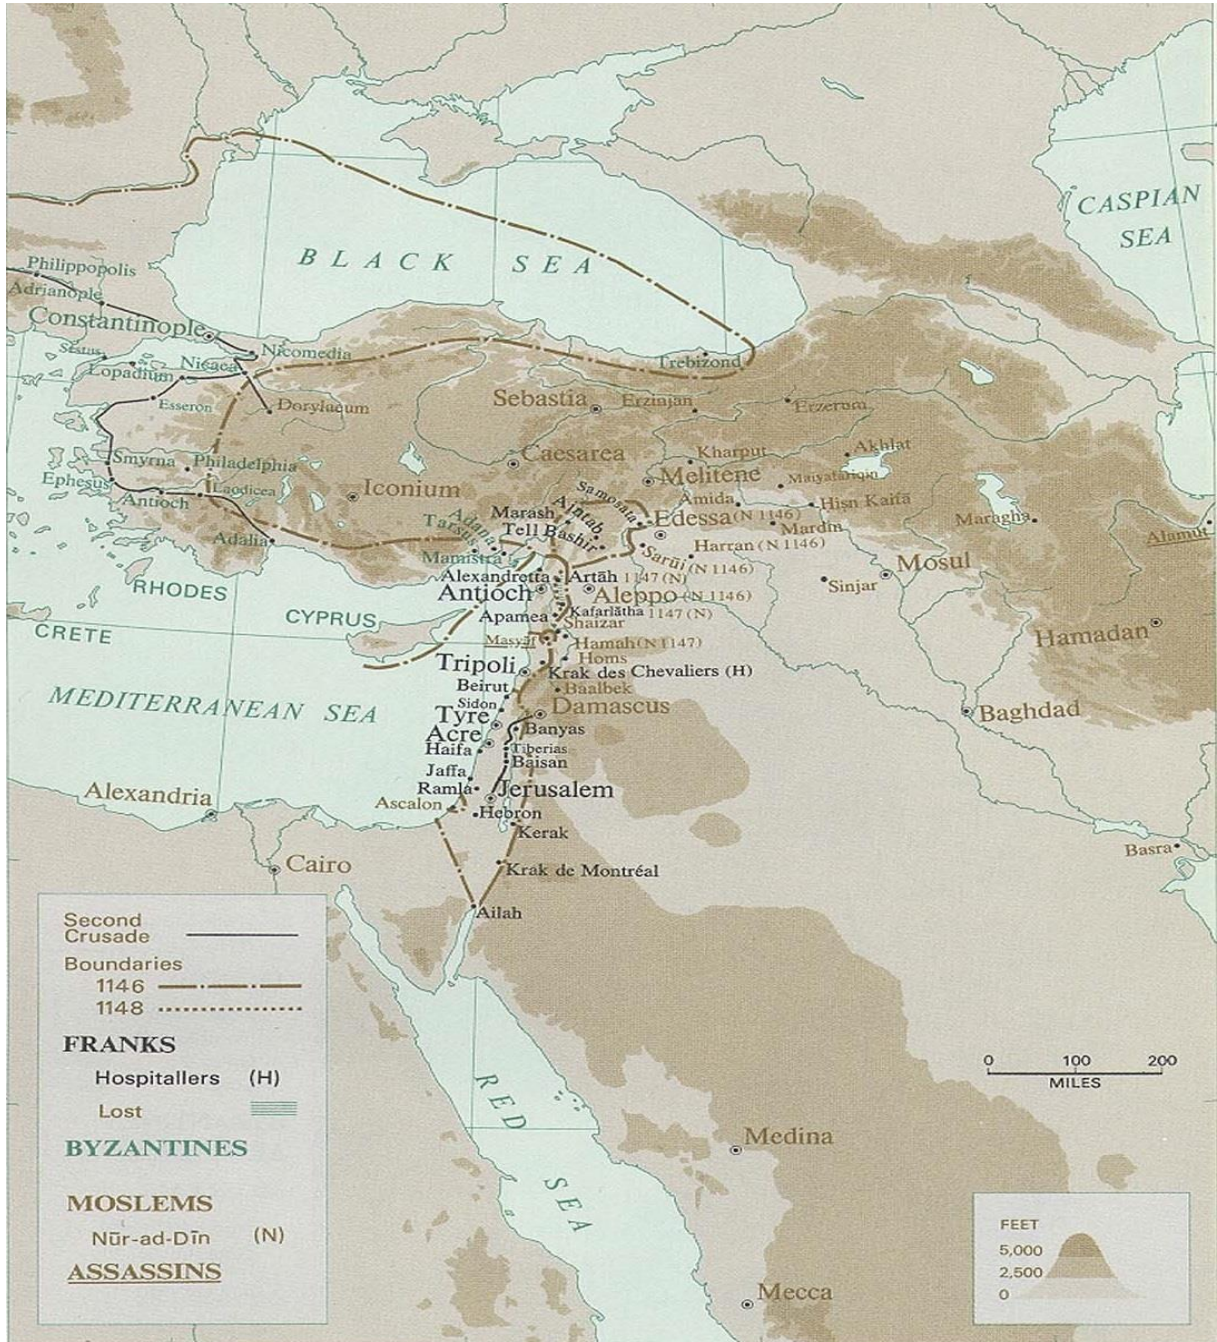 CASPIAN
SEA
BLACK SEA
Philippopolis
Adrianople
Constantinople
Sestus
Nicomedia
Nicaea
Lopadium
Trebizond
Esseron
Dorylaeum
Sebastia
Erzinjan
Erzerum
Smyrna
Philadelphia
Caesarea
Kharput
Akhlat
Ephesus
Laodicea
Iconium
Melitene
Maiyafariqin
Antioch
Samosata
Amida
Hisn Kaifa
Marash
Aintab
Edessa (N 1146)
Mardin
Maragha
Adana
Tarsus
Tell Bashir
Adalia
Mamistra
Sarūj (N 1146)
Harran (N 1146)
Alamut
Mosul
RHODES
Alexandretta
Artāh 1147 (N)
Sinjar
Antioch
Aleppo (N 1146)
CYPRUS
Apamea
Kafarlātha 1147 (N)
Shaizar
CRETE
Masyāf
Hamah (N 1147)
Hamadan
Homs
Tripoli
Krak des Chevaliers (H)
Beirut
Baalbek
MEDITERRANEAN SEA
Sidon
Damascus
Baghdad
Tyre
Acre
Banyas
Haifa
Tiberias
Baisan
Jaffa
Ramla
Jerusalem
Alexandria
Ascalon
Hebron
Kerak
Basra
Cairo
Krak de Montréal
Ailah
Second
Crusade
Boundaries
1146
1148
FRANKS
Hospitallers (H)
Lost
BYZANTINES
MOSLEMS
Nūr-ad-Dīn (N)
ASSASSINS
RED
SEA
0 100 200
MILES
Medina
Mecca
FEET
5,000
2,500
0